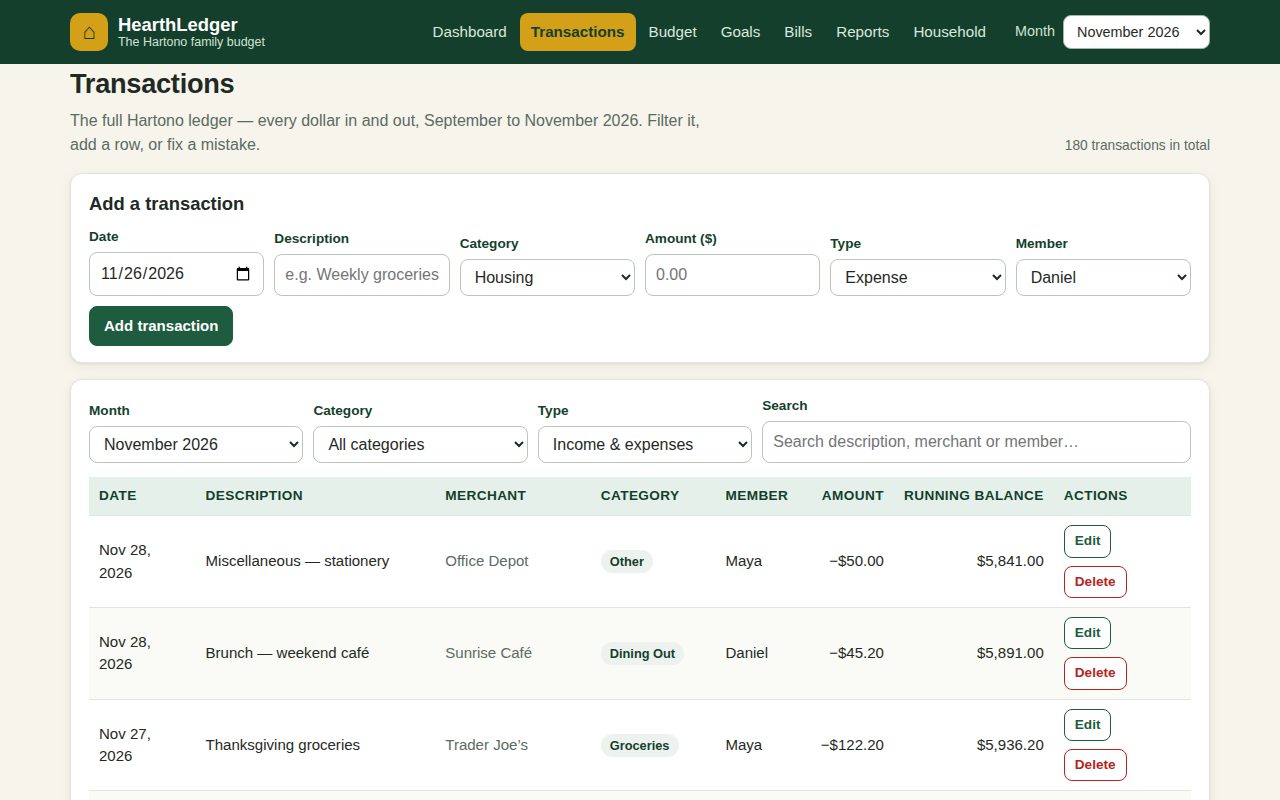 HearthLedger
The Hartono family budget
Dashboard Transactions Budget Goals Bills Reports Household Month November 2026
Transactions
The full Hartono ledger — every dollar in and out, September to November 2026. Filter it,
add a row, or fix a mistake.
180 transactions in total
Add a transaction
Date Description Category Amount ($) Type Member
11/26/2026 e.g. Weekly groceries Housing 0.00 Expense Daniel
Add transaction
Month Category Type Search
November 2026 All categories Income & expenses Search description, merchant or member…
DATE DESCRIPTION MERCHANT CATEGORY MEMBER AMOUNT RUNNING BALANCE ACTIONS
Nov 28, 2026 Miscellaneous — stationery Office Depot Other Maya −$50.00 $5,841.00 Edit Delete
Nov 28, 2026 Brunch — weekend café Sunrise Café Dining Out Daniel −$45.20 $5,891.00 Edit Delete
Nov 27, 2026 Thanksgiving groceries Trader Joe’s Groceries Maya −$122.20 $5,936.20 Edit Delete